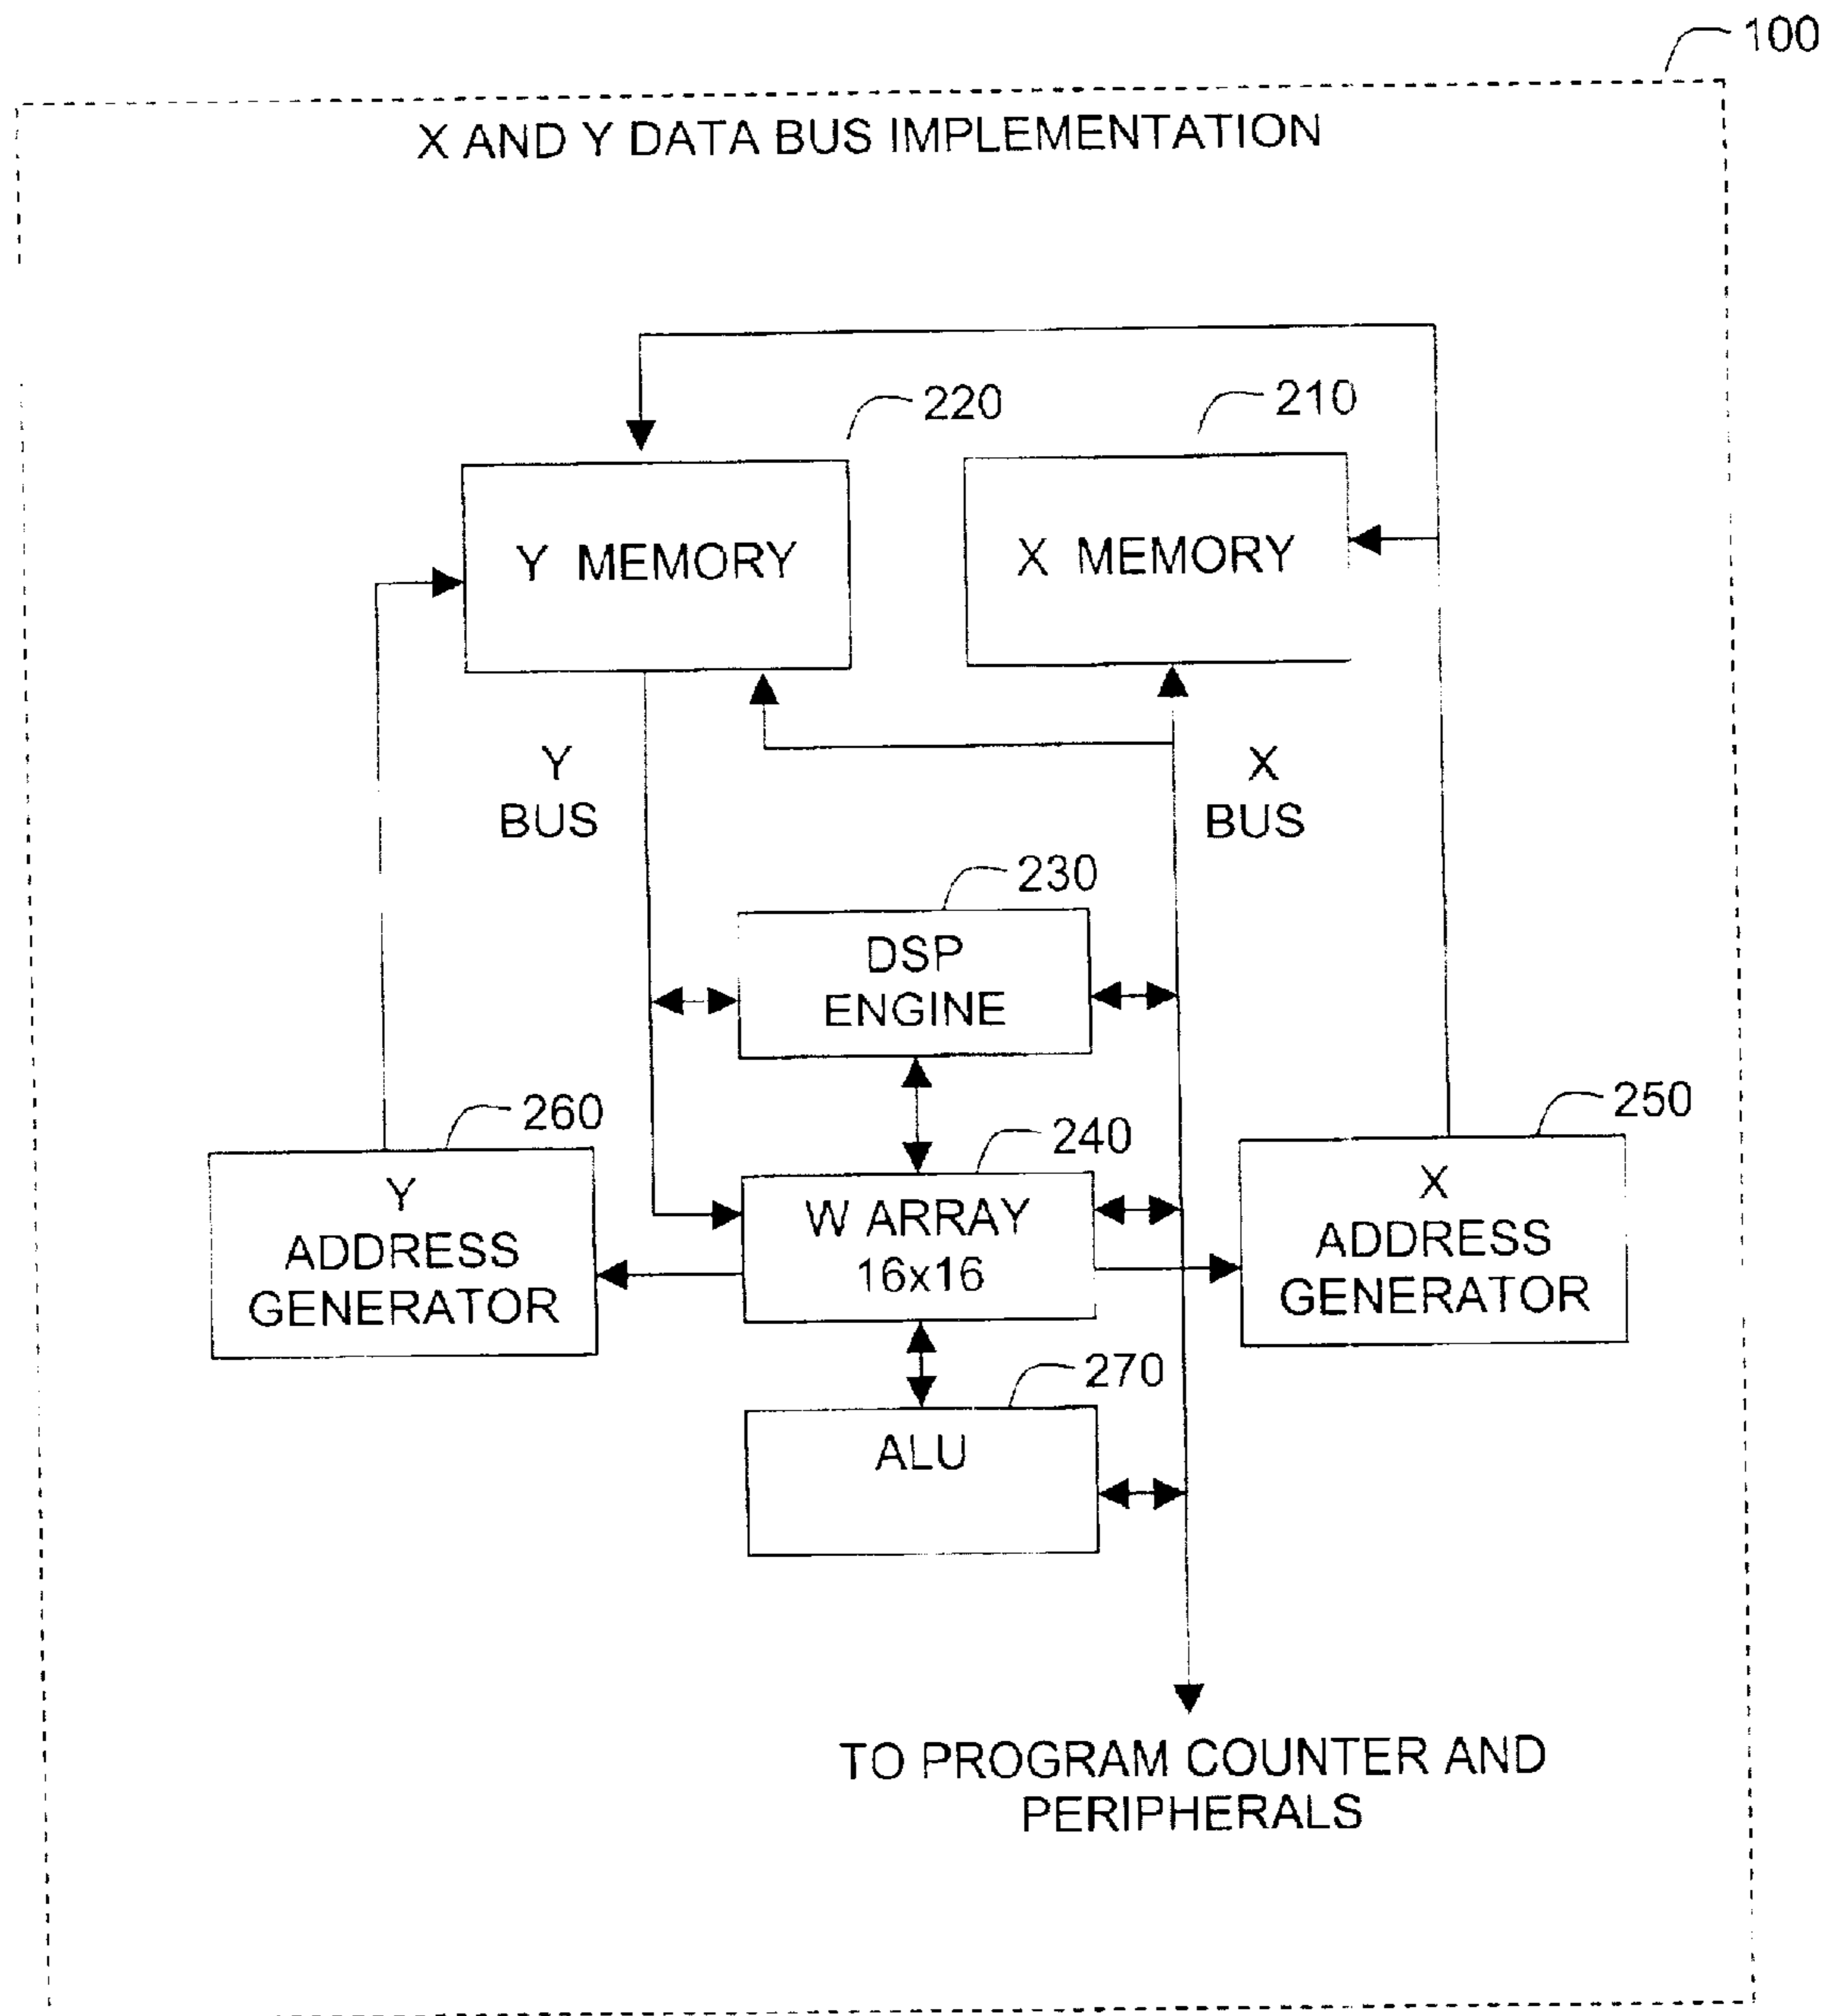 100
X AND Y DATA BUS IMPLEMENTATION
220
210
Y MEMORY
X MEMORY
Y
BUS
X
BUS
230
DSP
ENGINE
260
240
250
Y
ADDRESS
GENERATOR
W ARRAY
16x16
X
ADDRESS
GENERATOR
270
ALU
TO PROGRAM COUNTER AND
PERIPHERALS